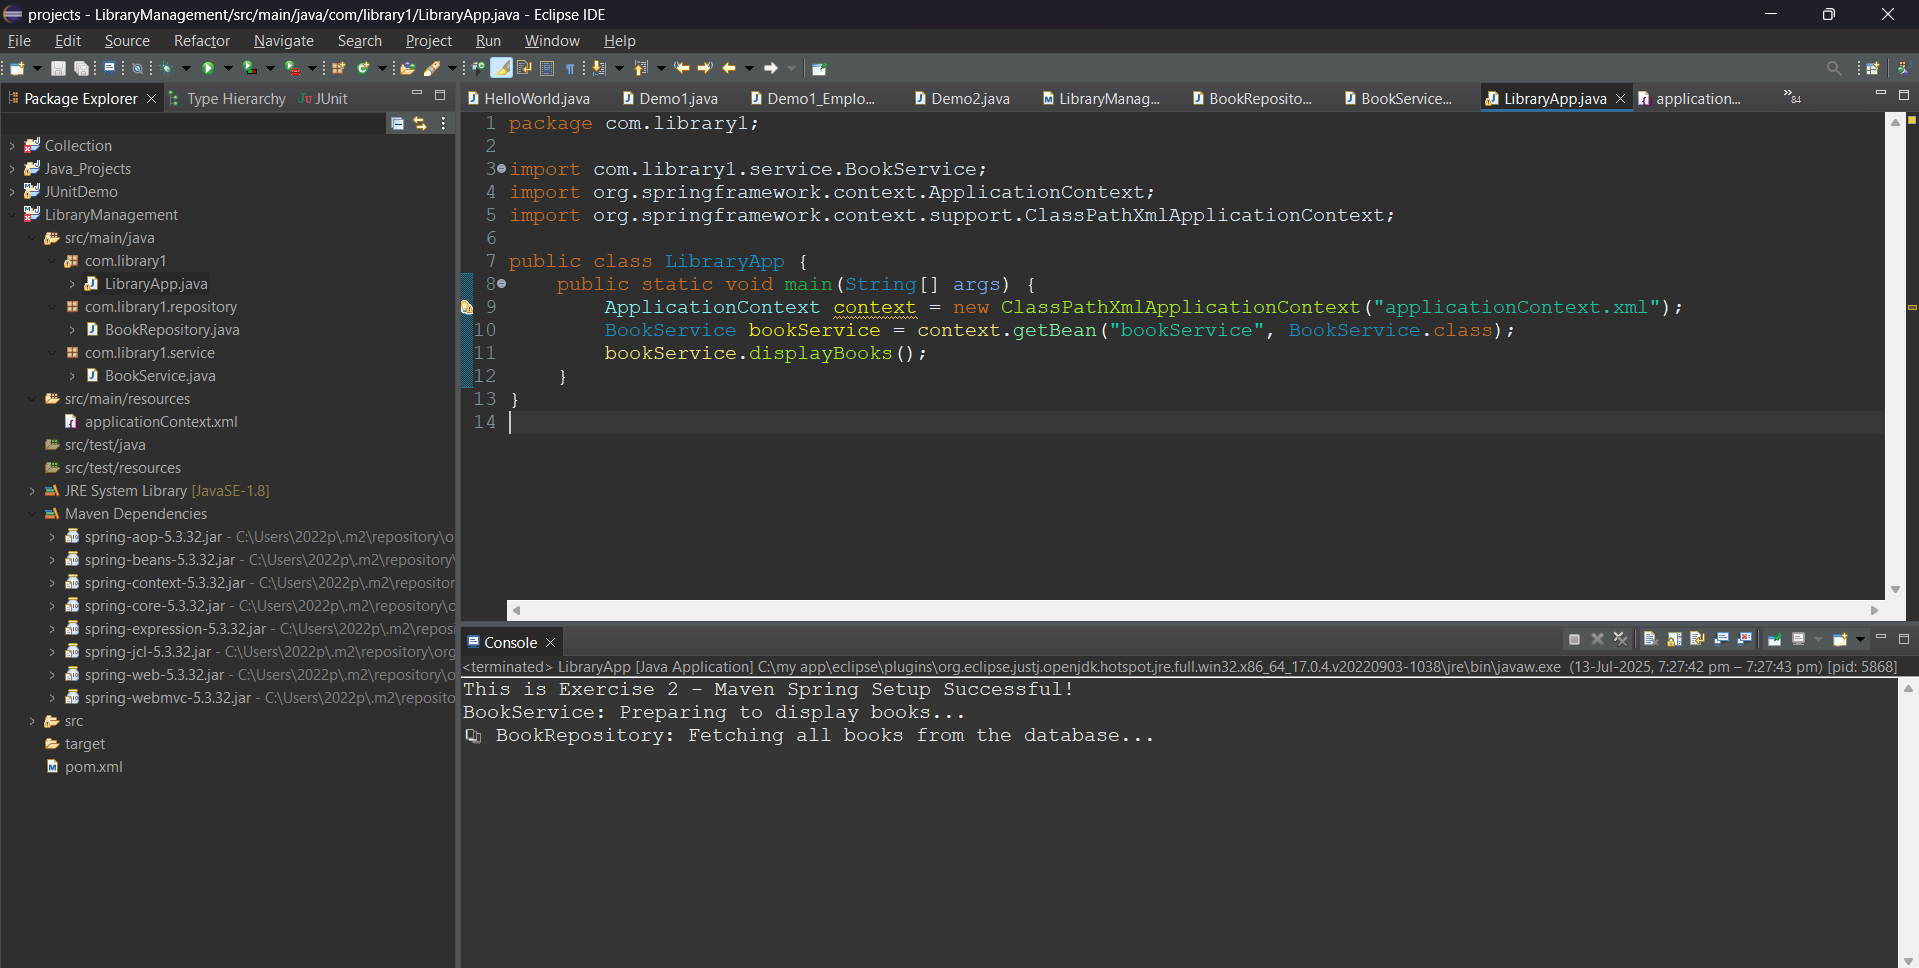 projects - LibraryManagement/src/main/java/com/library1/LibraryApp.java - Eclipse IDE
File Edit Source Refactor Navigate Search Project Run Window Help
Package Explorer Type Hierarchy JUnit
Collection
Java_Projects
JUnitDemo
LibraryManagement
src/main/java
com.library1
LibraryApp.java
com.library1.repository
BookRepository.java
com.library1.service
BookService.java
src/main/resources
applicationContext.xml
src/test/java
src/test/resources
JRE System Library [JavaSE-1.8]
Maven Dependencies
spring-aop-5.3.32.jar - C:\Users\2022p\.m2\repository\o
spring-beans-5.3.32.jar - C:\Users\2022p\.m2\repository\
spring-context-5.3.32.jar - C:\Users\2022p\.m2\repositor
spring-core-5.3.32.jar - C:\Users\2022p\.m2\repository\o
spring-expression-5.3.32.jar - C:\Users\2022p\.m2\repos
spring-jcl-5.3.32.jar - C:\Users\2022p\.m2\repository\org
spring-web-5.3.32.jar - C:\Users\2022p\.m2\repository\o
spring-webmvc-5.3.32.jar - C:\Users\2022p\.m2\reposito
src
target
pom.xml
HelloWorld.java Demo1.java Demo1_Emplo... Demo2.java LibraryManag... BookReposito... BookService... LibraryApp.java application... »84
1 package com.library1;
2
3 import com.library1.service.BookService;
4 import org.springframework.context.ApplicationContext;
5 import org.springframework.context.support.ClassPathXmlApplicationContext;
6
7 public class LibraryApp {
8 public static void main(String[] args) {
9 ApplicationContext context = new ClassPathXmlApplicationContext("applicationContext.xml");
10 BookService bookService = context.getBean("bookService", BookService.class);
11 bookService.displayBooks();
12 }
13 }
14
Console
<terminated> LibraryApp [Java Application] C:\my app\eclipse\plugins\org.eclipse.justj.openjdk.hotspot.jre.full.win32.x86_64_17.0.4.v20220903-1038\jre\bin\javaw.exe (13-Jul-2025, 7:27:42 pm – 7:27:43 pm) [pid: 5868]
This is Exercise 2 - Maven Spring Setup Successful!
BookService: Preparing to display books...
BookRepository: Fetching all books from the database...